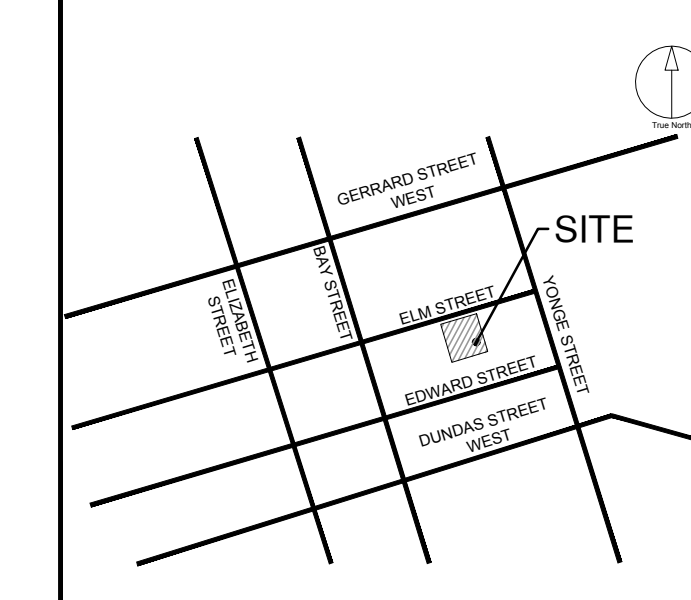 True North
GERRARD STREET
WEST
SITE
BAY STREET
ELIZABETH
STREET
YONGE STREET
ELM STREET
EDWARD STREET
DUNDAS STREET
WEST